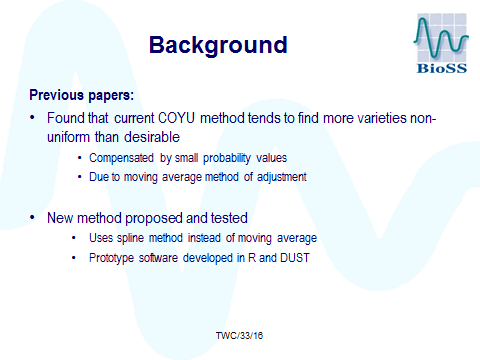 Background
BioSS
Previous papers:
• Found that current COYU method tends to find more varieties non-
uniform than desirable
• Compensated by small probability values
• Due to moving average method of adjustment
• New method proposed and tested
• Uses spline method instead of moving average
• Prototype software developed in R and DUST
TWC/33/16